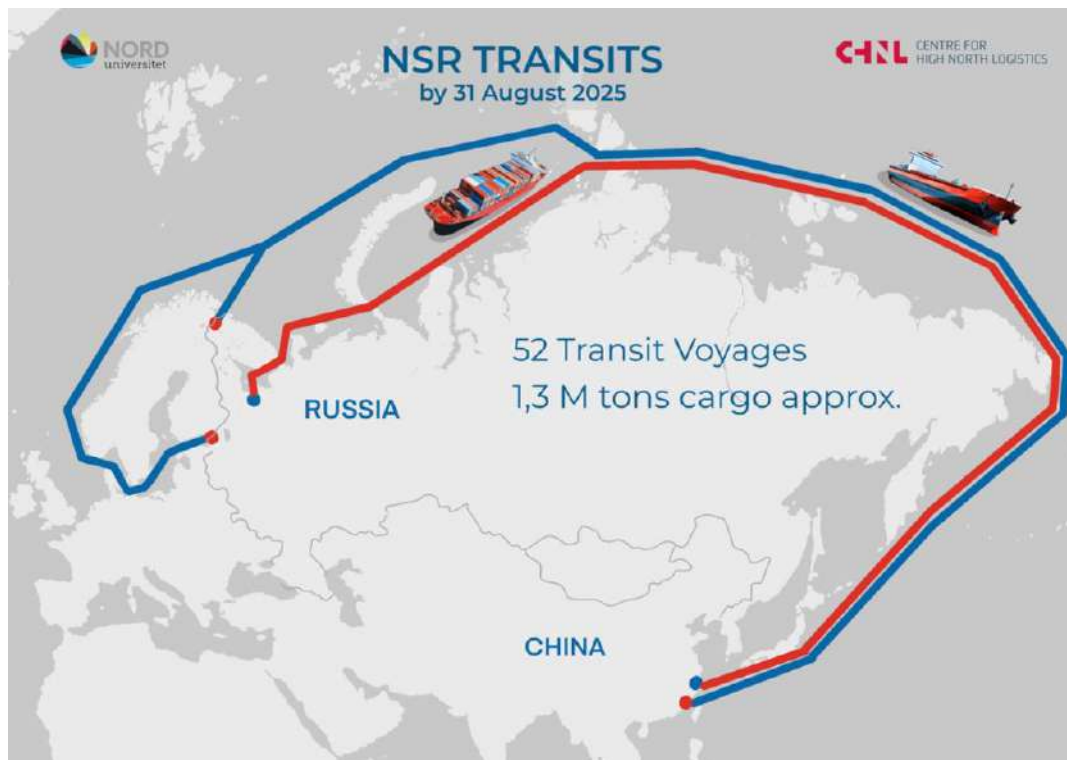 NORD
universitet
NSR TRANSITS
by 31 August 2025
CHNL
CENTRE FOR
HIGH NORTH LOGISTICS
52 Transit Voyages
1,3 M tons cargo approx.
RUSSIA
CHINA